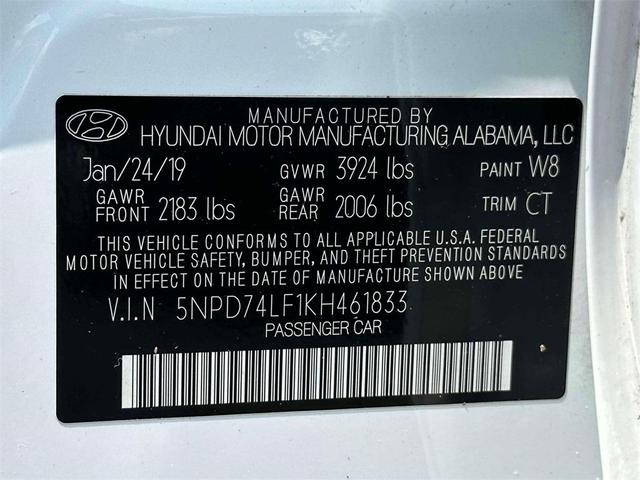 MANUFACTURED BY
HYUNDAI MOTOR MANUFACTURING ALABAMA, LLC
Jan/24/19 GVWR 3924 lbs PAINT W8
GAWR FRONT 2183 lbs GAWR REAR 2006 lbs TRIM CT
THIS VEHICLE CONFORMS TO ALL APPLICABLE U.S.A. FEDERAL
MOTOR VEHICLE SAFETY, BUMPER, AND THEFT PREVENTION STANDARDS
IN EFFECT ON THE DATE OF MANUFACTURE SHOWN ABOVE.
V.I.N 5NPD74LF1KH461833
PASSENGER CAR